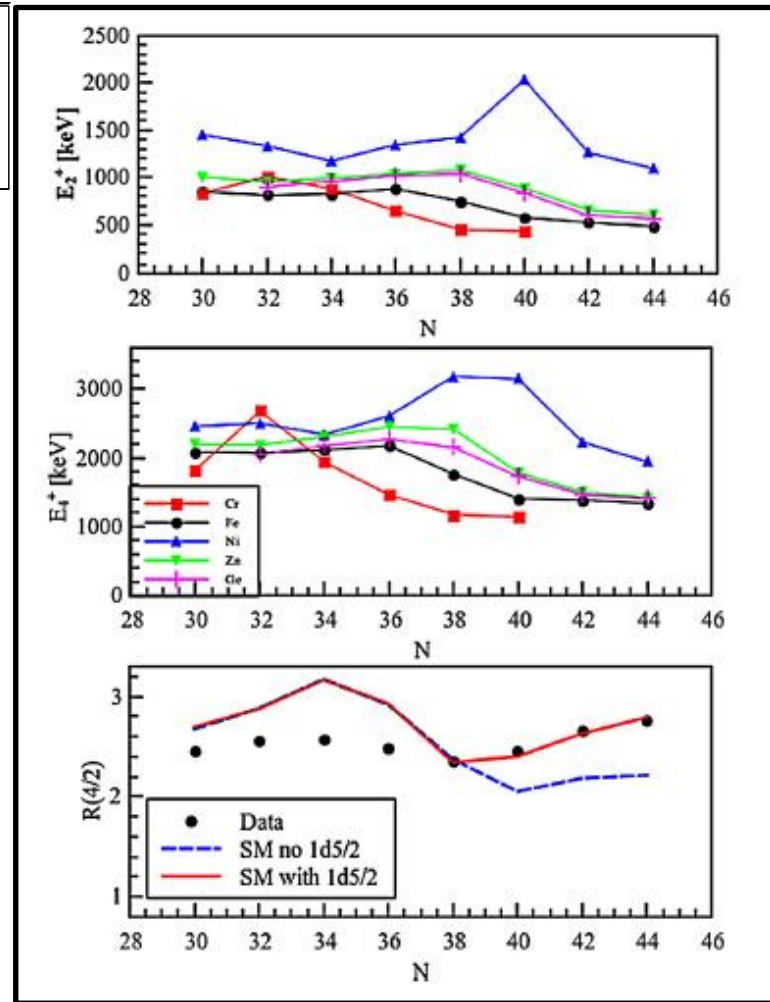 2500
2000
1500
1000
500
0
E₂⁺ [keV]
28 30 32 34 36 38 40 42 44 46
N
3000
2000
1000
0
E₄⁺ [keV]
Cr
Fe
Ni
Zn
Ge
28 30 32 34 36 38 40 42 44 46
N
3
2
1
R(4/2)
Data
SM no 1d5/2
SM with 1d5/2
28 30 32 34 36 38 40 42 44 46
N